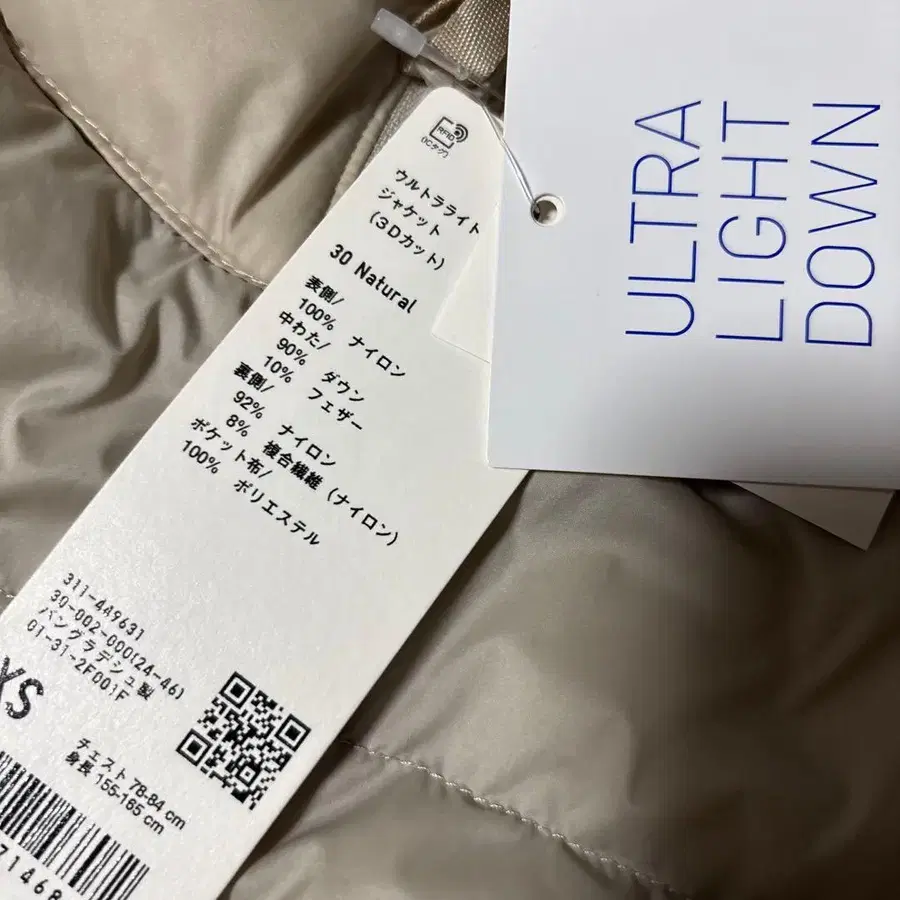 RFID
(ICタグ)
ウルトラライト
ジャケット
(3Dカット)
30 Natural
表側/
100% ナイロン
中わた/
90% ダウン
10% フェザー
裏側/
92% ナイロン
8% 複合繊維 (ナイロン)
ポケット布/
100% ポリエステル
311-449631
30-002-000(24-46)
バングラデシュ製
01-31-2F001F
XS
チェスト 78-84 cm
身長 155-165 cm
71468
ULTRA
LIGHT
DOWN